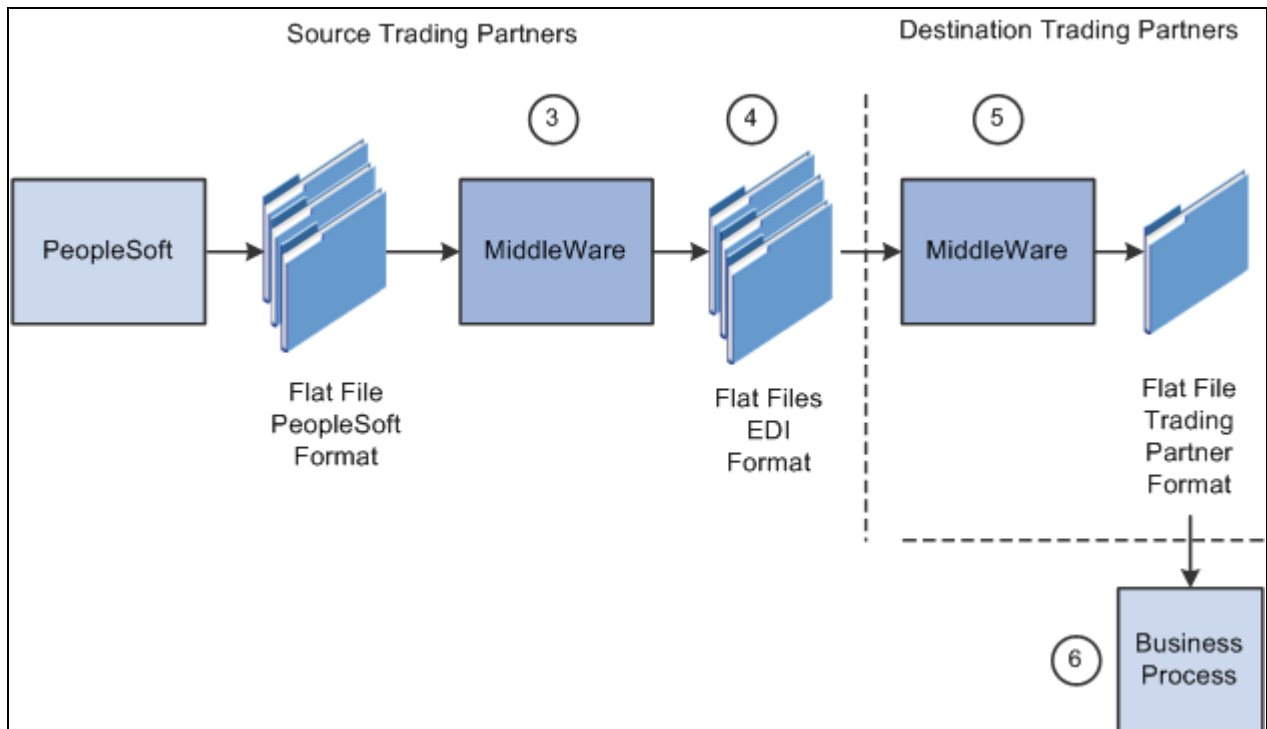 Source Trading Partners
Destination Trading Partners
3
4
5
PeopleSoft
MiddleWare
MiddleWare
Flat File
PeopleSoft
Format
Flat Files
EDI
Format
Flat File
Trading
Partner
Format
6
Business
Process